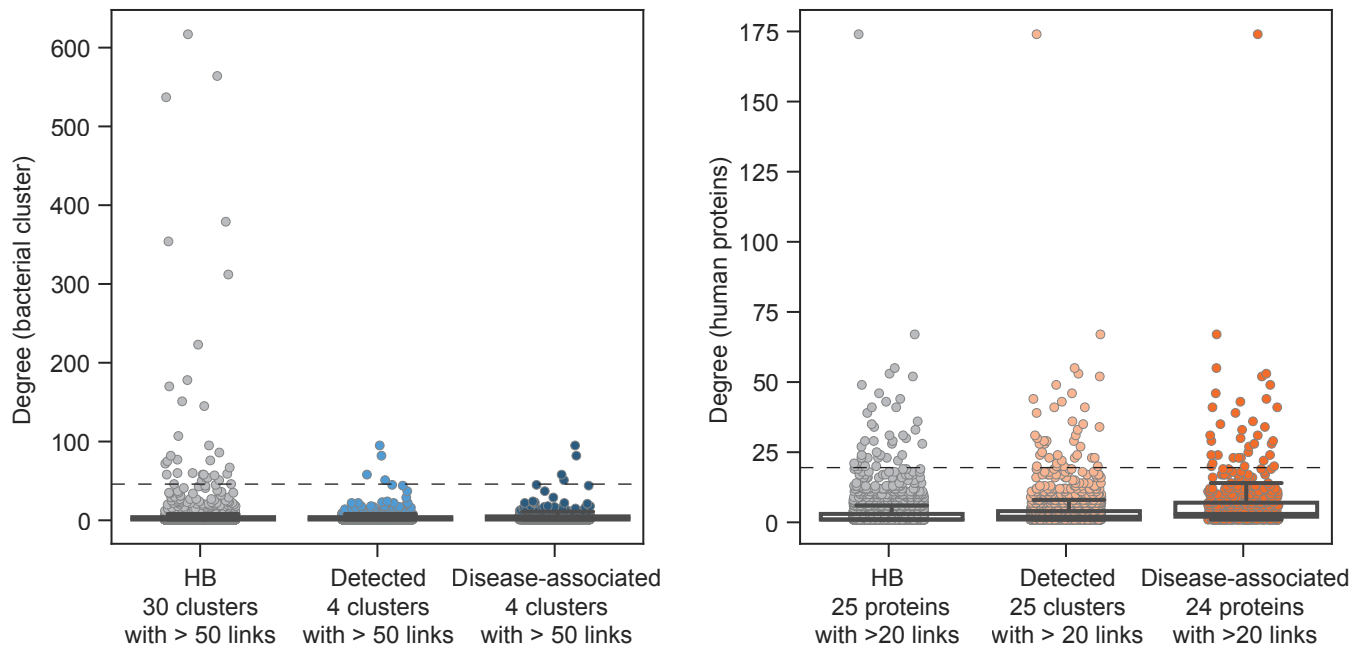 Degree (bacterial cluster)
600
500
400
300
200
100
0
HB
30 clusters
with > 50 links
Detected
4 clusters
with > 50 links
Disease-associated
4 clusters
with > 50 links
Degree (human proteins)
175
150
125
100
75
50
25
0
HB
25 proteins
with >20 links
Detected
25 clusters
with > 20 links
Disease-associated
24 proteins
with >20 links